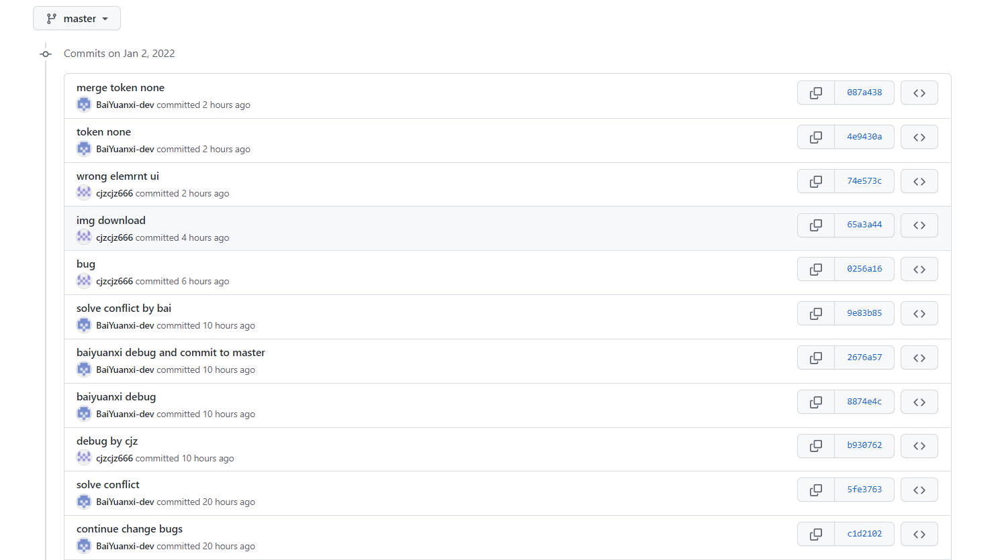 master
Commits on Jan 2, 2022
merge token none
BaiYuanxi-dev committed 2 hours ago
087a438
token none
BaiYuanxi-dev committed 2 hours ago
4e9430a
wrong elemrnt ui
cjzcjz666 committed 2 hours ago
74e573c
img download
cjzcjz666 committed 4 hours ago
65a3a44
bug
cjzcjz666 committed 6 hours ago
0256a16
solve conflict by bai
BaiYuanxi-dev committed 10 hours ago
9e83b85
baiyuanxi debug and commit to master
BaiYuanxi-dev committed 10 hours ago
2676a57
baiyuanxi debug
BaiYuanxi-dev committed 10 hours ago
8874e4c
debug by cjz
cjzcjz666 committed 10 hours ago
b930762
solve conflict
BaiYuanxi-dev committed 20 hours ago
5fe3763
continue change bugs
BaiYuanxi-dev committed 20 hours ago
c1d2102